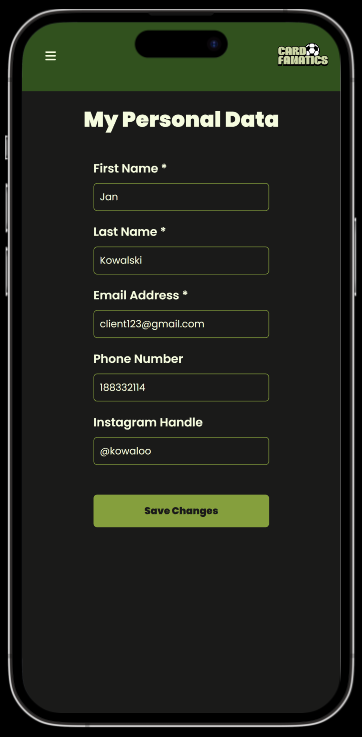 CARD
FANATICS
My Personal Data
First Name *
Jan
Last Name *
Kowalski
Email Address *
client123@gmail.com
Phone Number
188332114
Instagram Handle
@kowaloo
Save Changes